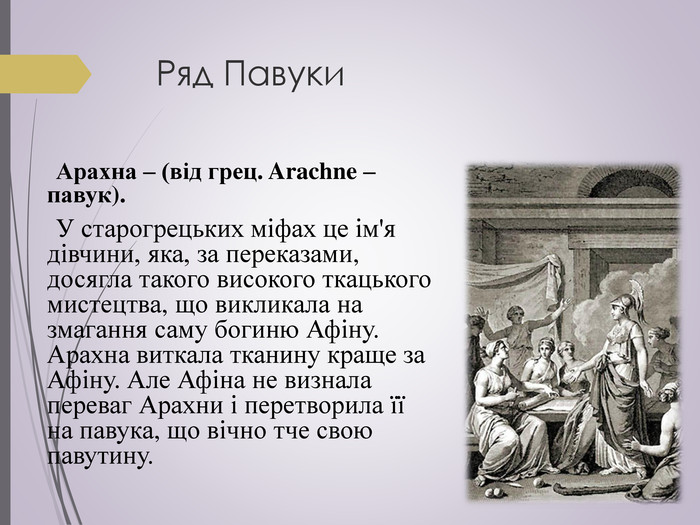 Ряд Павуки
Арахна – (від грец. Arachne –
павук).
У старогрецьких міфах це ім'я
дівчини, яка, за переказами,
досягла такого високого ткацького
мистецтва, що викликала на
змагання саму богиню Афіну.
Арахна виткала тканину краще за
Афіну. Але Афіна не визнала
переваг Арахни і перетворила її
на павука, що вічно тче свою
павутину.